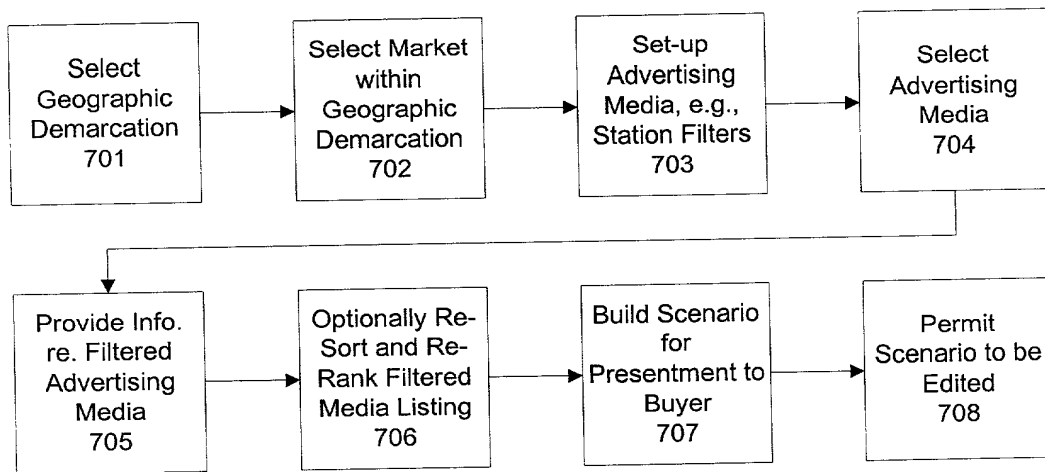 Select
Geographic
Demarcation
701
Select Market
within
Geographic
Demarcation
702
Set-up
Advertising
Media, e.g.,
Station Filters
703
Select
Advertising
Media
704
Provide Info.
re. Filtered
Advertising
Media
705
Optionally Re-
Sort and Re-
Rank Filtered
Media Listing
706
Build Scenario
for
Presentment to
Buyer
707
Permit
Scenario to be
Edited
708